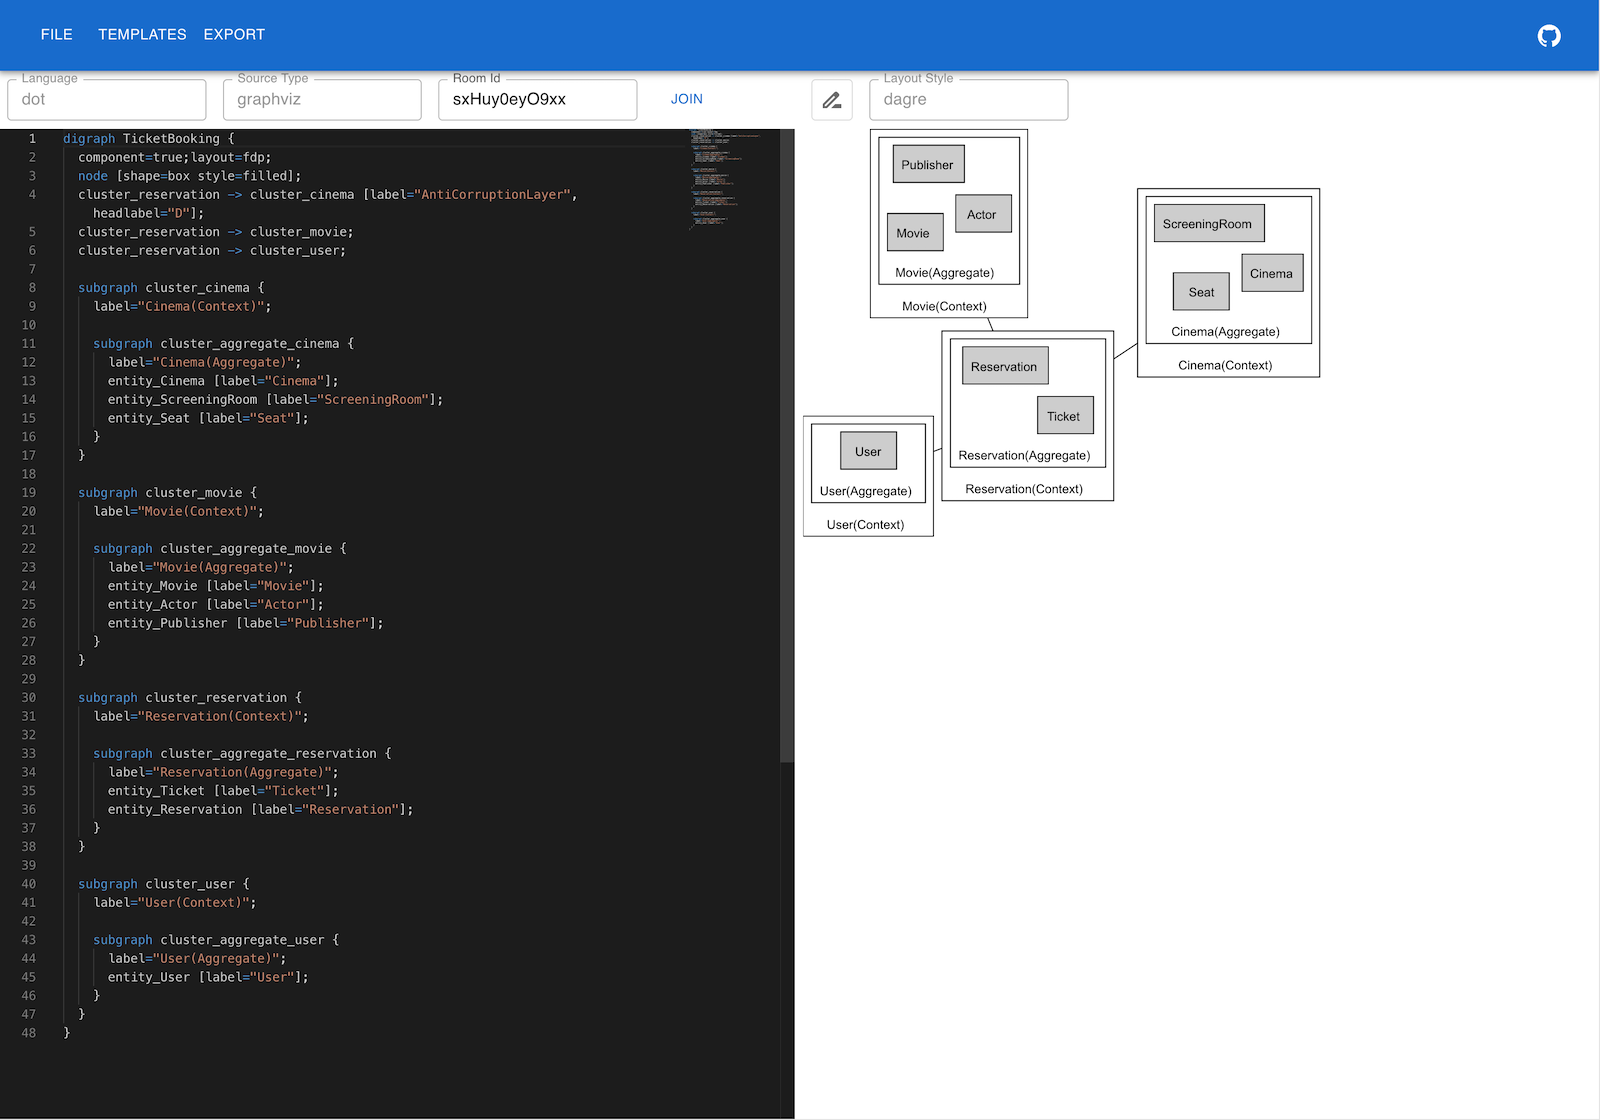 FILE TEMPLATES EXPORT
Language Source Type Room Id Layout Style
dot graphviz sxHuy0eyO9xx JOIN dagre
1 digraph TicketBooking {
2 component=true;layout=fdp;
3 node [shape=box style=filled];
4 cluster_reservation -> cluster_cinema [label="AntiCorruptionLayer",
headlabel="D"];
5 cluster_reservation -> cluster_movie;
6 cluster_reservation -> cluster_user;
7
8 subgraph cluster_cinema {
9 label="Cinema(Context)";
10
11 subgraph cluster_aggregate_cinema {
12 label="Cinema(Aggregate)";
13 entity_Cinema [label="Cinema"];
14 entity_ScreeningRoom [label="ScreeningRoom"];
15 entity_Seat [label="Seat"];
16 }
17 }
18
19 subgraph cluster_movie {
20 label="Movie(Context)";
21
22 subgraph cluster_aggregate_movie {
23 label="Movie(Aggregate)";
24 entity_Movie [label="Movie"];
25 entity_Actor [label="Actor"];
26 entity_Publisher [label="Publisher"];
27 }
28 }
29
30 subgraph cluster_reservation {
31 label="Reservation(Context)";
32
33 subgraph cluster_aggregate_reservation {
34 label="Reservation(Aggregate)";
35 entity_Ticket [label="Ticket"];
36 entity_Reservation [label="Reservation"];
37 }
38 }
39
40 subgraph cluster_user {
41 label="User(Context)";
42
43 subgraph cluster_aggregate_user {
44 label="User(Aggregate)";
45 entity_User [label="User"];
46 }
47 }
48 }
Publisher
Actor
Movie
Movie(Aggregate)
Movie(Context)
ScreeningRoom
Cinema
Seat
Cinema(Aggregate)
Cinema(Context)
Reservation
Ticket
Reservation(Aggregate)
Reservation(Context)
User
User(Aggregate)
User(Context)